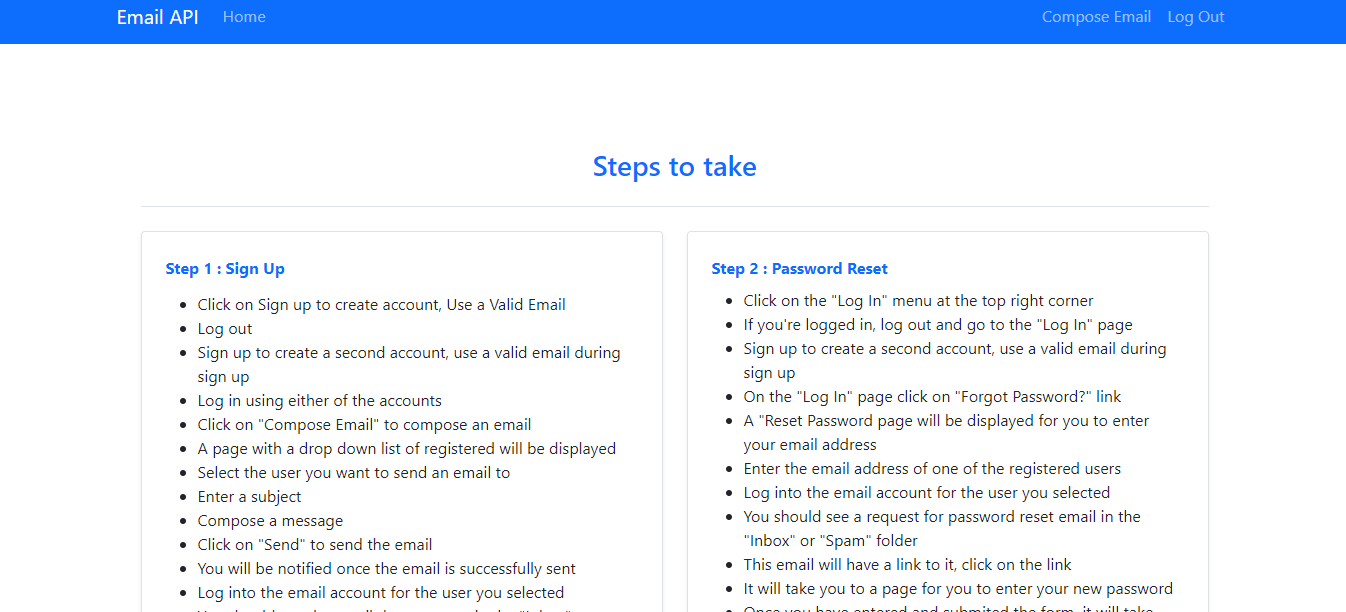 Email API Home Compose Email Log Out
Steps to take
Step 1 : Sign Up
Click on Sign up to create account, Use a Valid Email
Log out
Sign up to create a second account, use a valid email during
sign up
Log in using either of the accounts
Click on "Compose Email" to compose an email
A page with a drop down list of registered will be displayed
Select the user you want to send an email to
Enter a subject
Compose a message
Click on "Send" to send the email
You will be notified once the email is successfully sent
Log into the email account for the user you selected
Step 2 : Password Reset
Click on the "Log In" menu at the top right corner
If you're logged in, log out and go to the "Log In" page
Sign up to create a second account, use a valid email during
sign up
On the "Log In" page click on "Forgot Password?" link
A "Reset Password page will be displayed for you to enter
your email address
Enter the email address of one of the registered users
Log into the email account for the user you selected
You should see a request for password reset email in the
"Inbox" or "Spam" folder
This email will have a link to it, click on the link
It will take you to a page for you to enter your new password
Once you have entered and submited the form, it will take